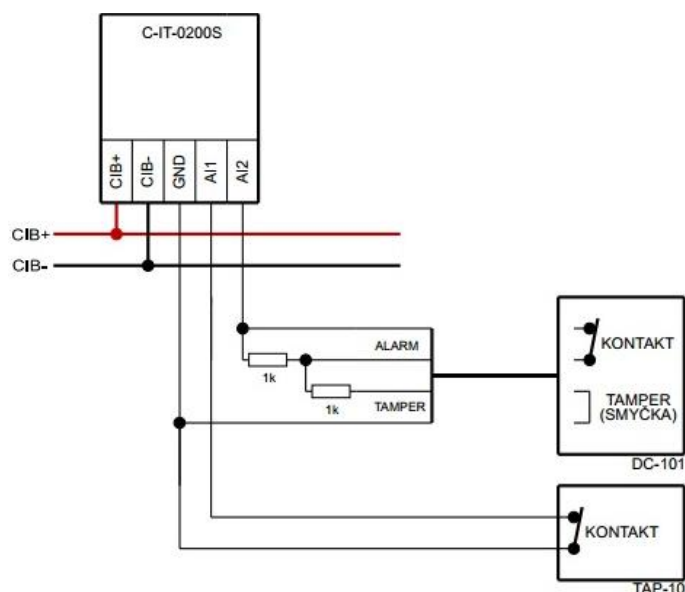 C-IT-0200S
CIB+
CIB-
GND
AI1
AI2
CIB+
CIB-
ALARM
1k
1k
TAMPER
KONTAKT
TAMPER
(SMYČKA)
DC-101
KONTAKT
TAP-10